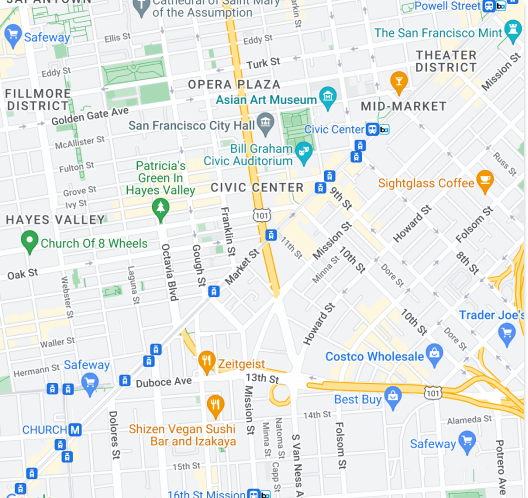 JAPANTOWN
Cathedral of Saint Mary
of the Assumption
Parkin St
Powell Street
Safeway
Ellis St
Eddy St
The San Francisco Mint
Turk St
THEATER
DISTRICT
Mission St
Eddy St
OPERA PLAZA
FILLMORE
DISTRICT
Asian Art Museum
MID-MARKET
Golden Gate Ave
San Francisco City Hall
Civic Center
McAllister St
Bill Graham
Civic Auditorium
Russ St
Fulton St
Patricia's
Green In
Hayes Valley
Grove St
Ivy St
CIVIC CENTER
9th St
Sightglass Coffee
HAYES VALLEY
Franklin St
101
Howard St
Folsom St
Church Of 8 Wheels
Octavia Blvd
Gough St
Market St
11th St
Mission St
Minna St
10th St
Dore St
8th St
Oak St
Webster St
Laguna St
Howard St
10th St
Dore St
Trader Joe's
Waller St
Hermann St
Safeway
Zeitgeist
Costco Wholesale
Duboce Ave
13th St
101
Best Buy
Dolores St
Shizen Vegan Sushi
Bar and Izakaya
Mission St
Minna St
Natoma St
Capp St
S Van Ness Ave
14th St
Folsom St
Alameda St
CHURCH M
Safeway
Potrero Ave
15th St
16th St Mission